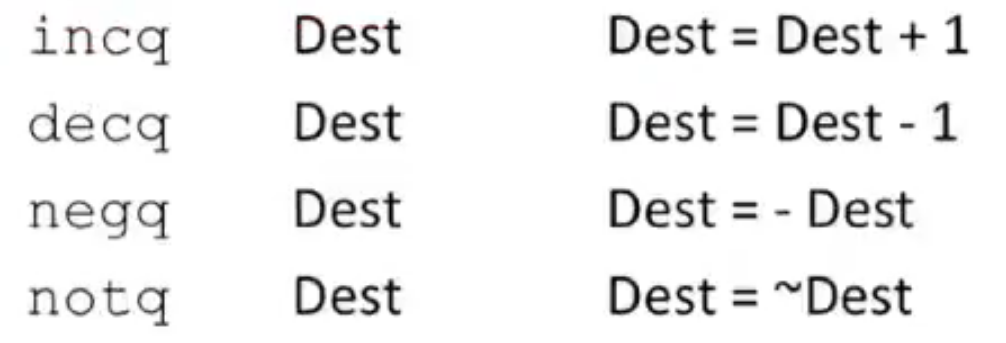 incq Dest Dest = Dest + 1
decq Dest Dest = Dest - 1
negq Dest Dest = - Dest
notq Dest Dest = ~Dest